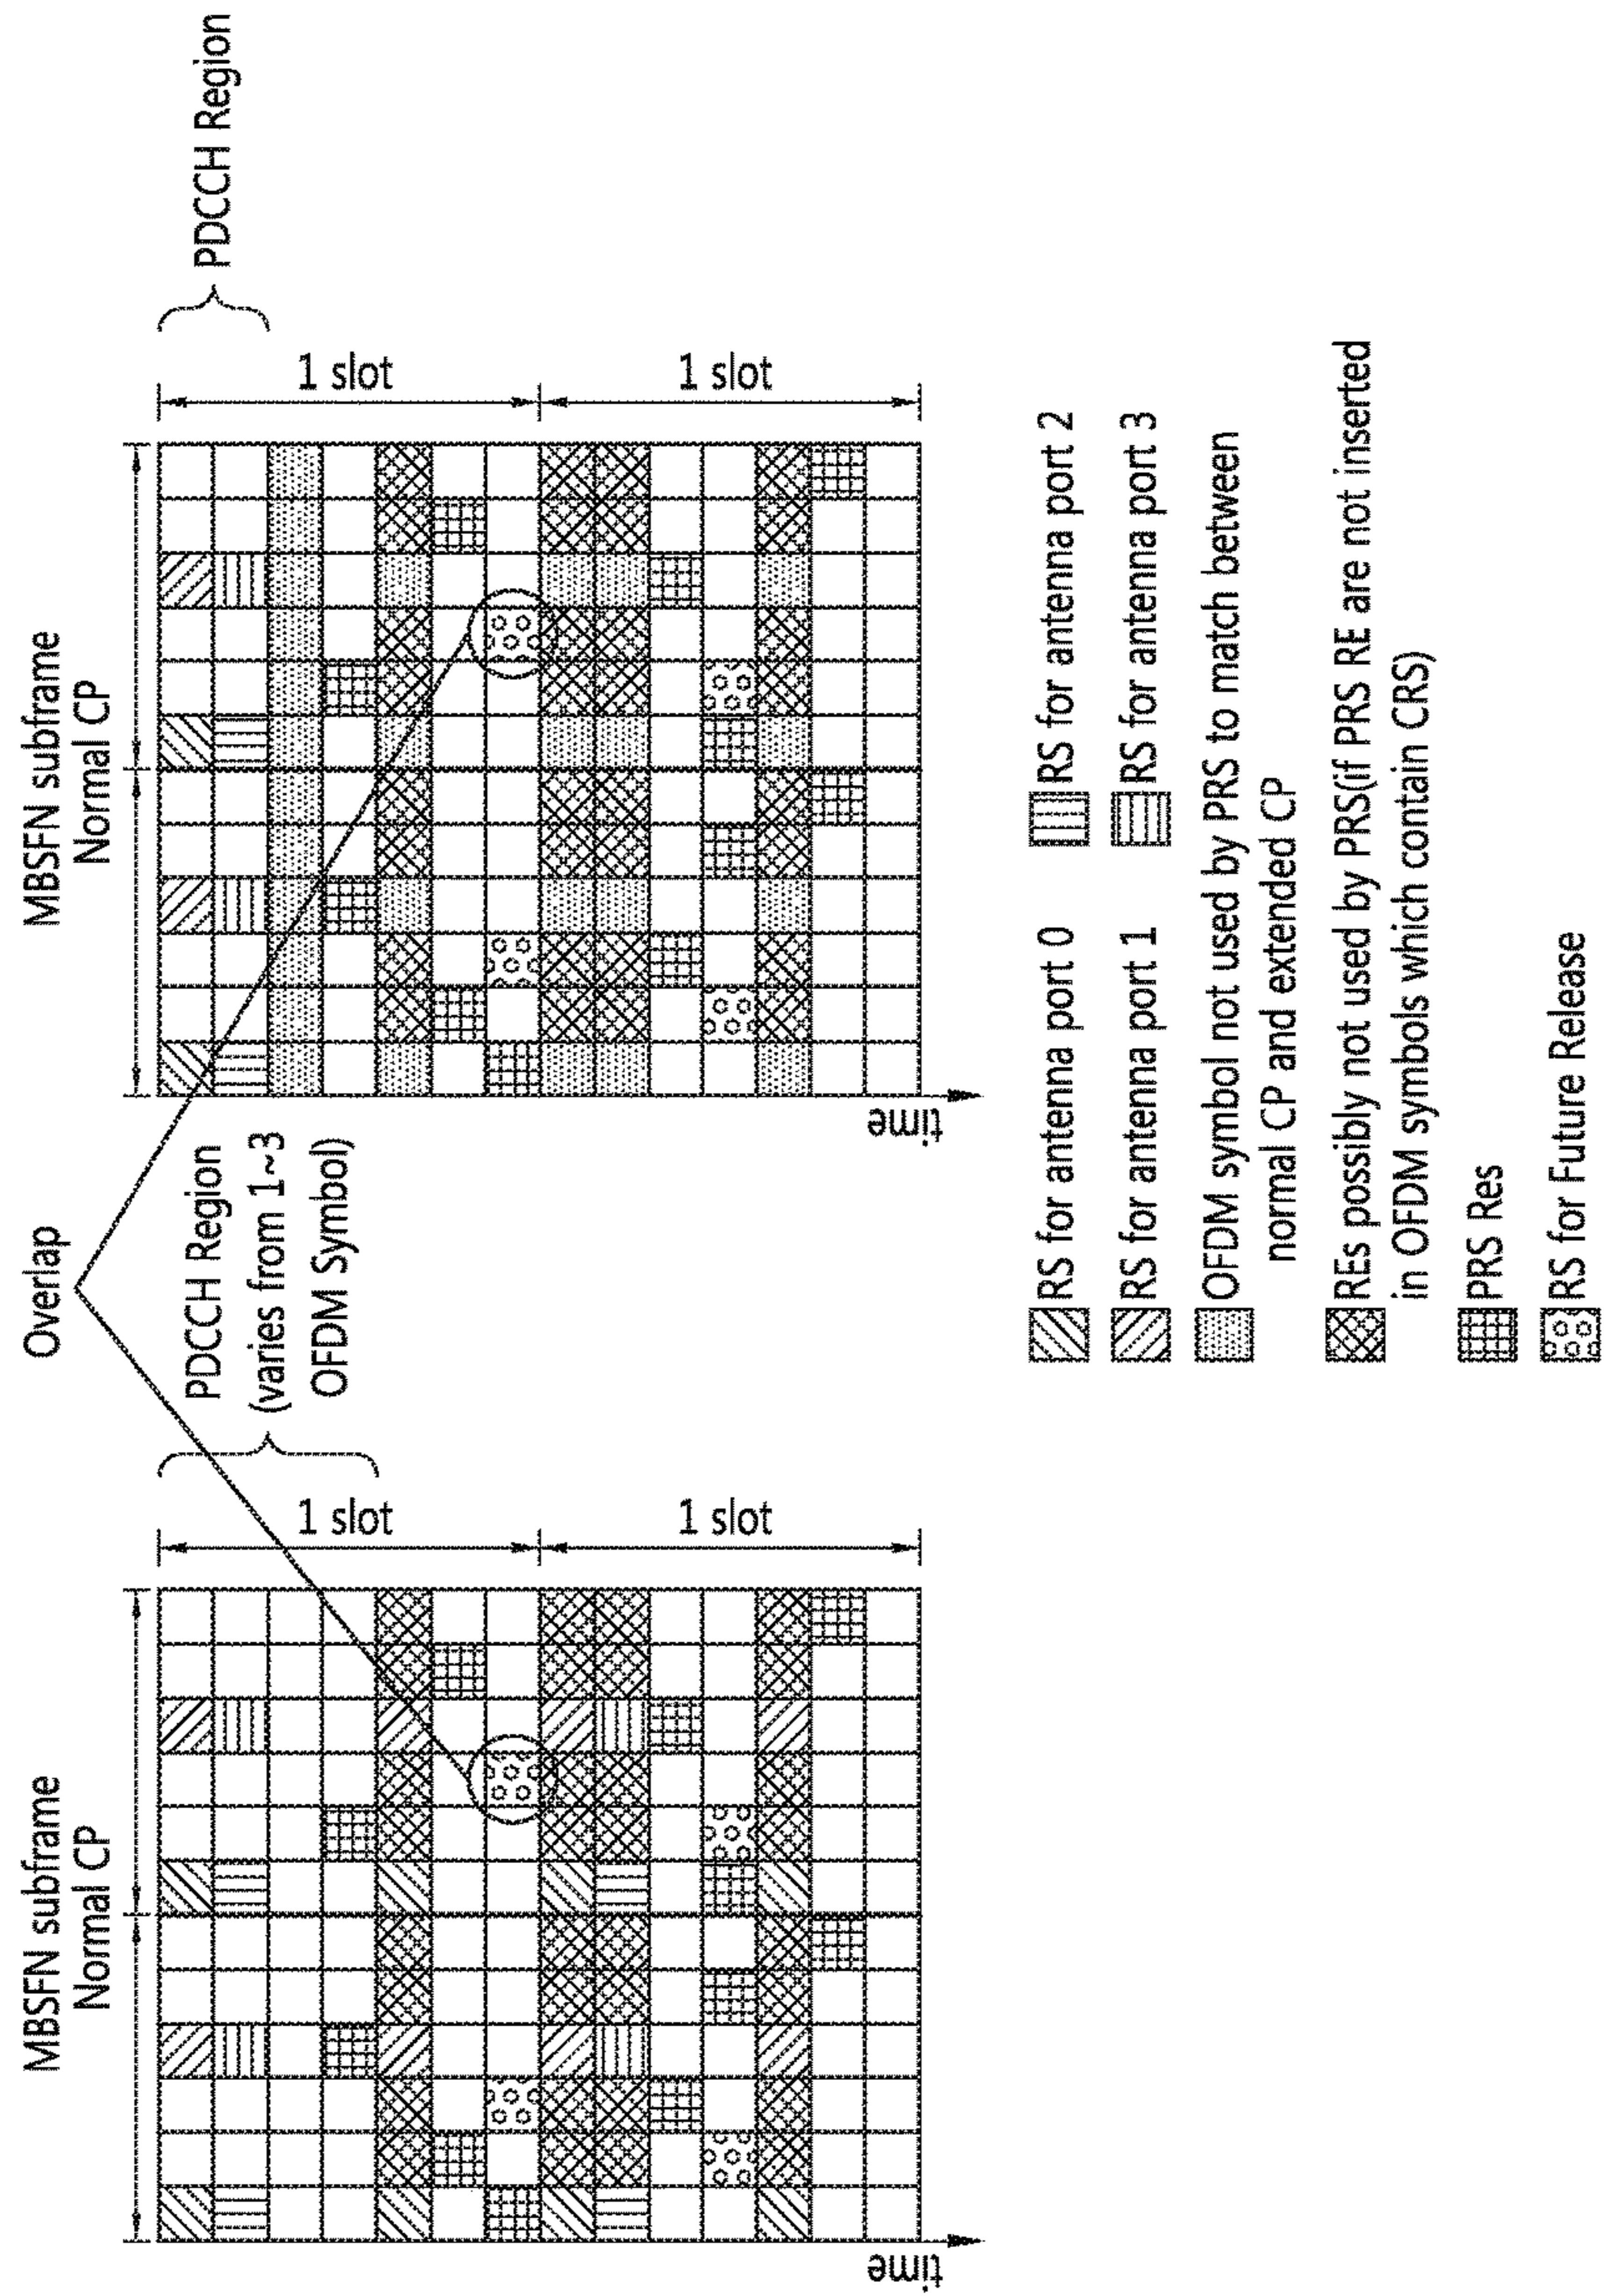 MBSFN subframe
Normal CP
1 slot
1 slot
time
Overlap
PDCCH Region
(varies from 1~3
OFDM Symbol)
MBSFN subframe
Normal CP
1 slot
1 slot
time
PDCCH Region
RS for antenna port 0
RS for antenna port 2
RS for antenna port 1
RS for antenna port 3
OFDM symbol not used by PRS to match between
normal CP and extended CP
REs possibly not used by PRS(if PRS RE are not inserted
in OFDM symbols which contain CRS)
PRS Res
RS for Future Release